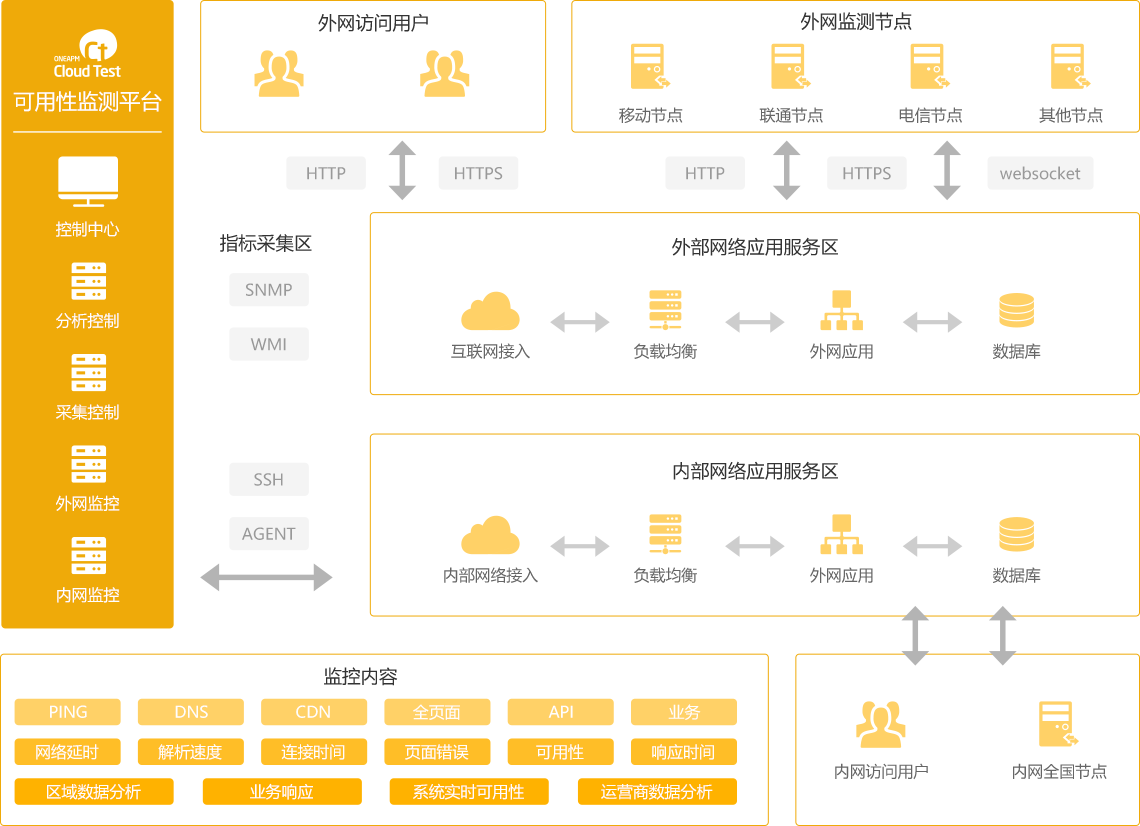 ONEAPM
Ct
Cloud Test
可用性监测平台
控制中心
分析控制
采集控制
外网监控
内网监控
外网访问用户
外网监测节点
移动节点
联通节点
电信节点
其他节点
HTTP
HTTPS
HTTP
HTTPS
websocket
指标采集区
SNMP
WMI
SSH
AGENT
外部网络应用服务区
互联网接入
负载均衡
外网应用
数据库
内部网络应用服务区
内部网络接入
负载均衡
外网应用
数据库
监控内容
PING
DNS
CDN
全页面
API
业务
网络延时
解析速度
连接时间
页面错误
可用性
响应时间
区域数据分析
业务响应
系统实时可用性
运营商数据分析
内网访问用户
内网全国节点